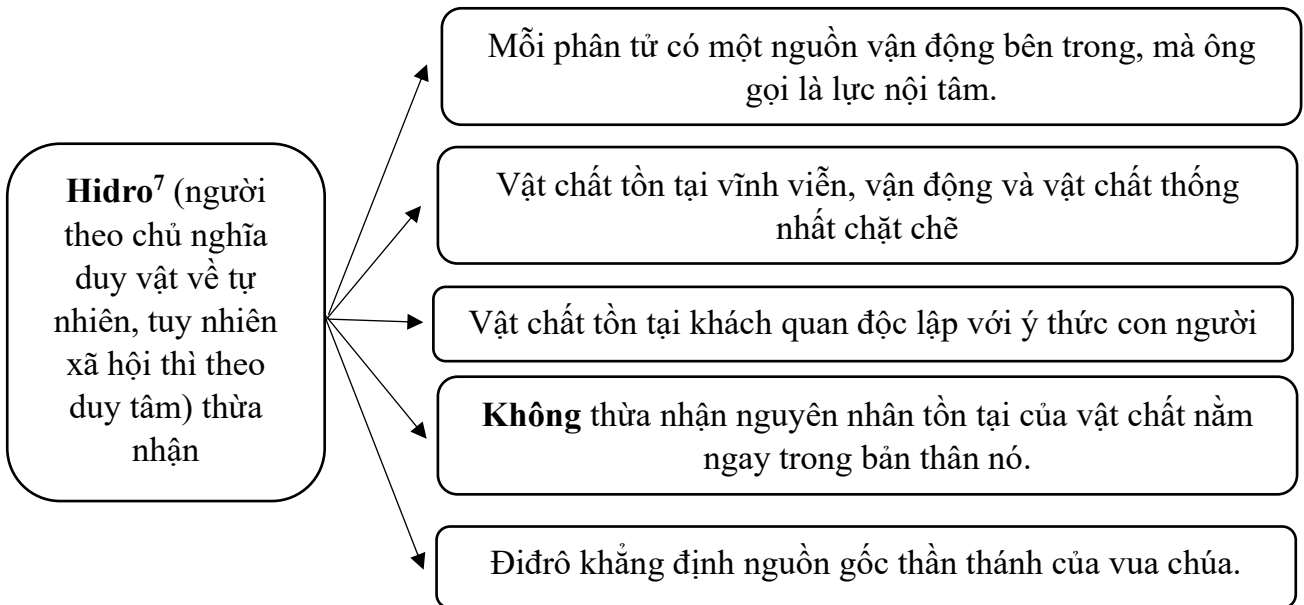 Hidro⁷ (người
theo chủ nghĩa
duy vật về tự
nhiên, tuy nhiên
xã hội thì theo
duy tâm) thừa
nhận
Mỗi phân tử có một nguồn vận động bên trong, mà ông
gọi là lực nội tâm.
Vật chất tồn tại vĩnh viễn, vận động và vật chất thống
nhất chặt chẽ
Vật chất tồn tại khách quan độc lập với ý thức con người
Không thừa nhận nguyên nhân tồn tại của vật chất nằm
ngay trong bản thân nó.
Điđrô khẳng định nguồn gốc thần thánh của vua chúa.